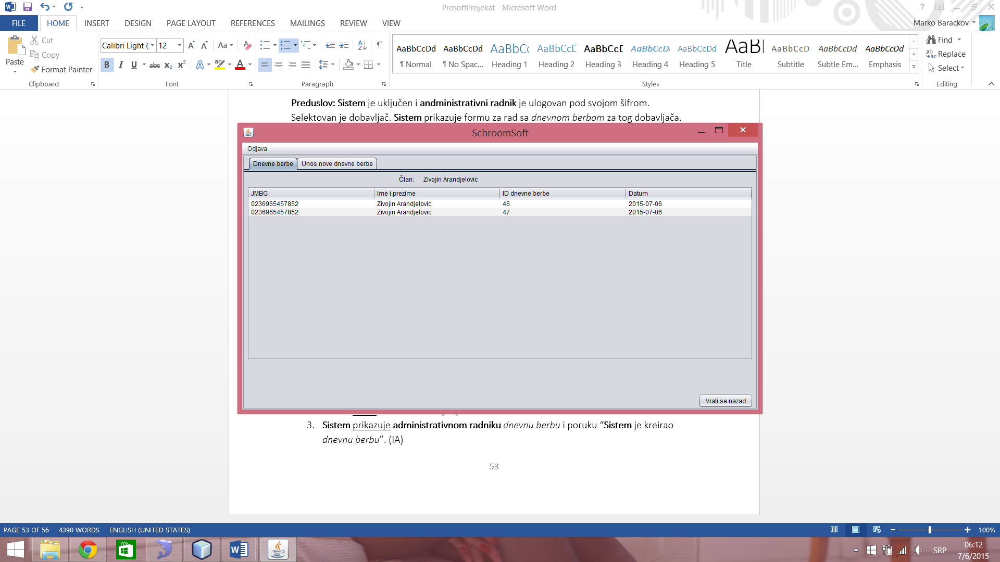 ProsoftProjekat - Microsoft Word
FILE HOME INSERT DESIGN PAGE LAYOUT REFERENCES MAILINGS REVIEW VIEW Marko Barackov
Paste
Cut
Copy
Format Painter
Clipboard
Calibri Light ( 12
Font
Paragraph
AaBbCcDd AaBbCcDd AaBbCc AaBbCcD AaBbCcD AaBbCcDd AaBbCcDd AaBb AaBbCcD AaBbCcDd AaBbCcDd
¶ Normal ¶ No Spac... Heading 1 Heading 2 Heading 3 Heading 4 Heading 5 Title Subtitle Subtle Em... Emphasis
Styles
Find
Replace
Select
Editing
Preduslov: Sistem je uključen i andministrativni radnik je ulogovan pod svojom šifrom.
Selektovan je dobavljač. Sistem prikazuje formu za rad sa dnevnom berbom za tog dobavljača.
SchroomSoft
Odjava
Dnevne berbe Unos nove dnevne berbe
Član: Zivojin Arandjelovic
JMBG Ime i prezime ID dnevne berbe Datum
0236965457852 Zivojin Arandjelovic 46 2015-07-06
0236965457852 Zivojin Arandjelovic 47 2015-07-06
Vrati se nazad
3. Sistem prikazuje administrativnom radniku dnevnu berbu i poruku “Sistem je kreirao
dnevnu berbu”. (IA)
53
PAGE 53 OF 56 4390 WORDS ENGLISH (UNITED STATES) 100%
SRP
06:12
7/6/2015